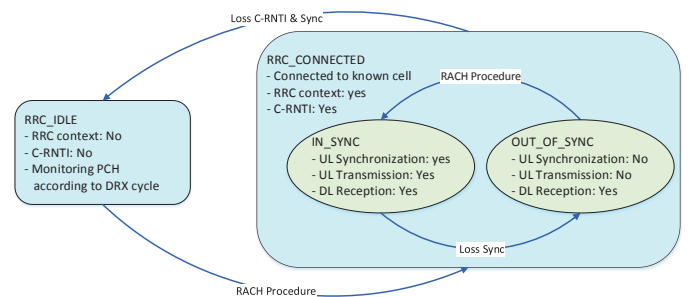 Loss C-RNTI & Sync
RRC_CONNECTED
- Connected to known cell
- RRC context: yes
- C-RNTI: Yes
RACH Procedure
RRC_IDLE
- RRC context: No
- C-RNTI: No
- Monitoring PCH
according to DRX cycle
IN_SYNC
- UL Synchronization: yes
- UL Transmission: Yes
- DL Reception: Yes
OUT_OF_SYNC
- UL Synchronization: No
- UL Transmission: No
- DL Reception: Yes
Loss Sync
RACH Procedure